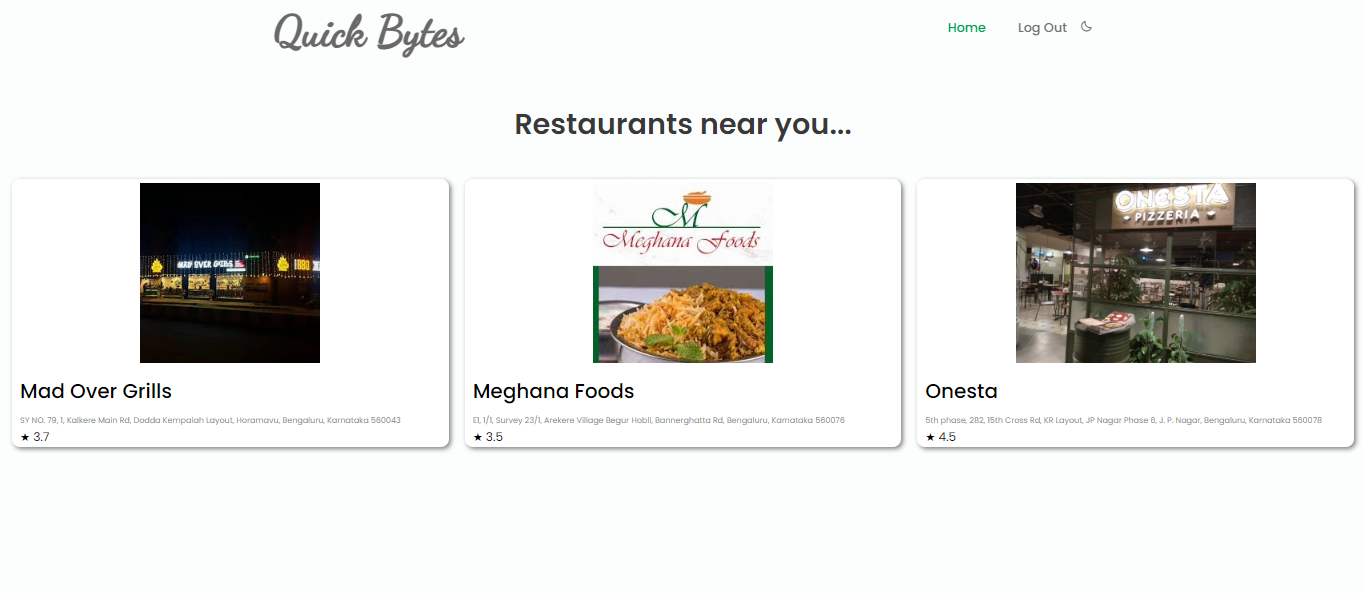 Quick Bytes
Home
Log Out
Restaurants near you...
MAD OVER GRILLS
M
Meghana Foods
ONESTA
PIZZERIA
Mad Over Grills
SY NO. 79, 1, Kalkere Main Rd, Dodda Kempaiah Layout, Horamavu, Bengaluru, Karnataka 560043
★ 3.7
Meghana Foods
El, 1/1, Survey 23/1, Arekere Village Begur Hobli, Bannerghatta Rd, Bengaluru, Karnataka 560076
★ 3.5
Onesta
5th phase, 282, 15th Cross Rd, KR Layout, JP Nagar Phase 6, J. P. Nagar, Bengaluru, Karnataka 560078
★ 4.5